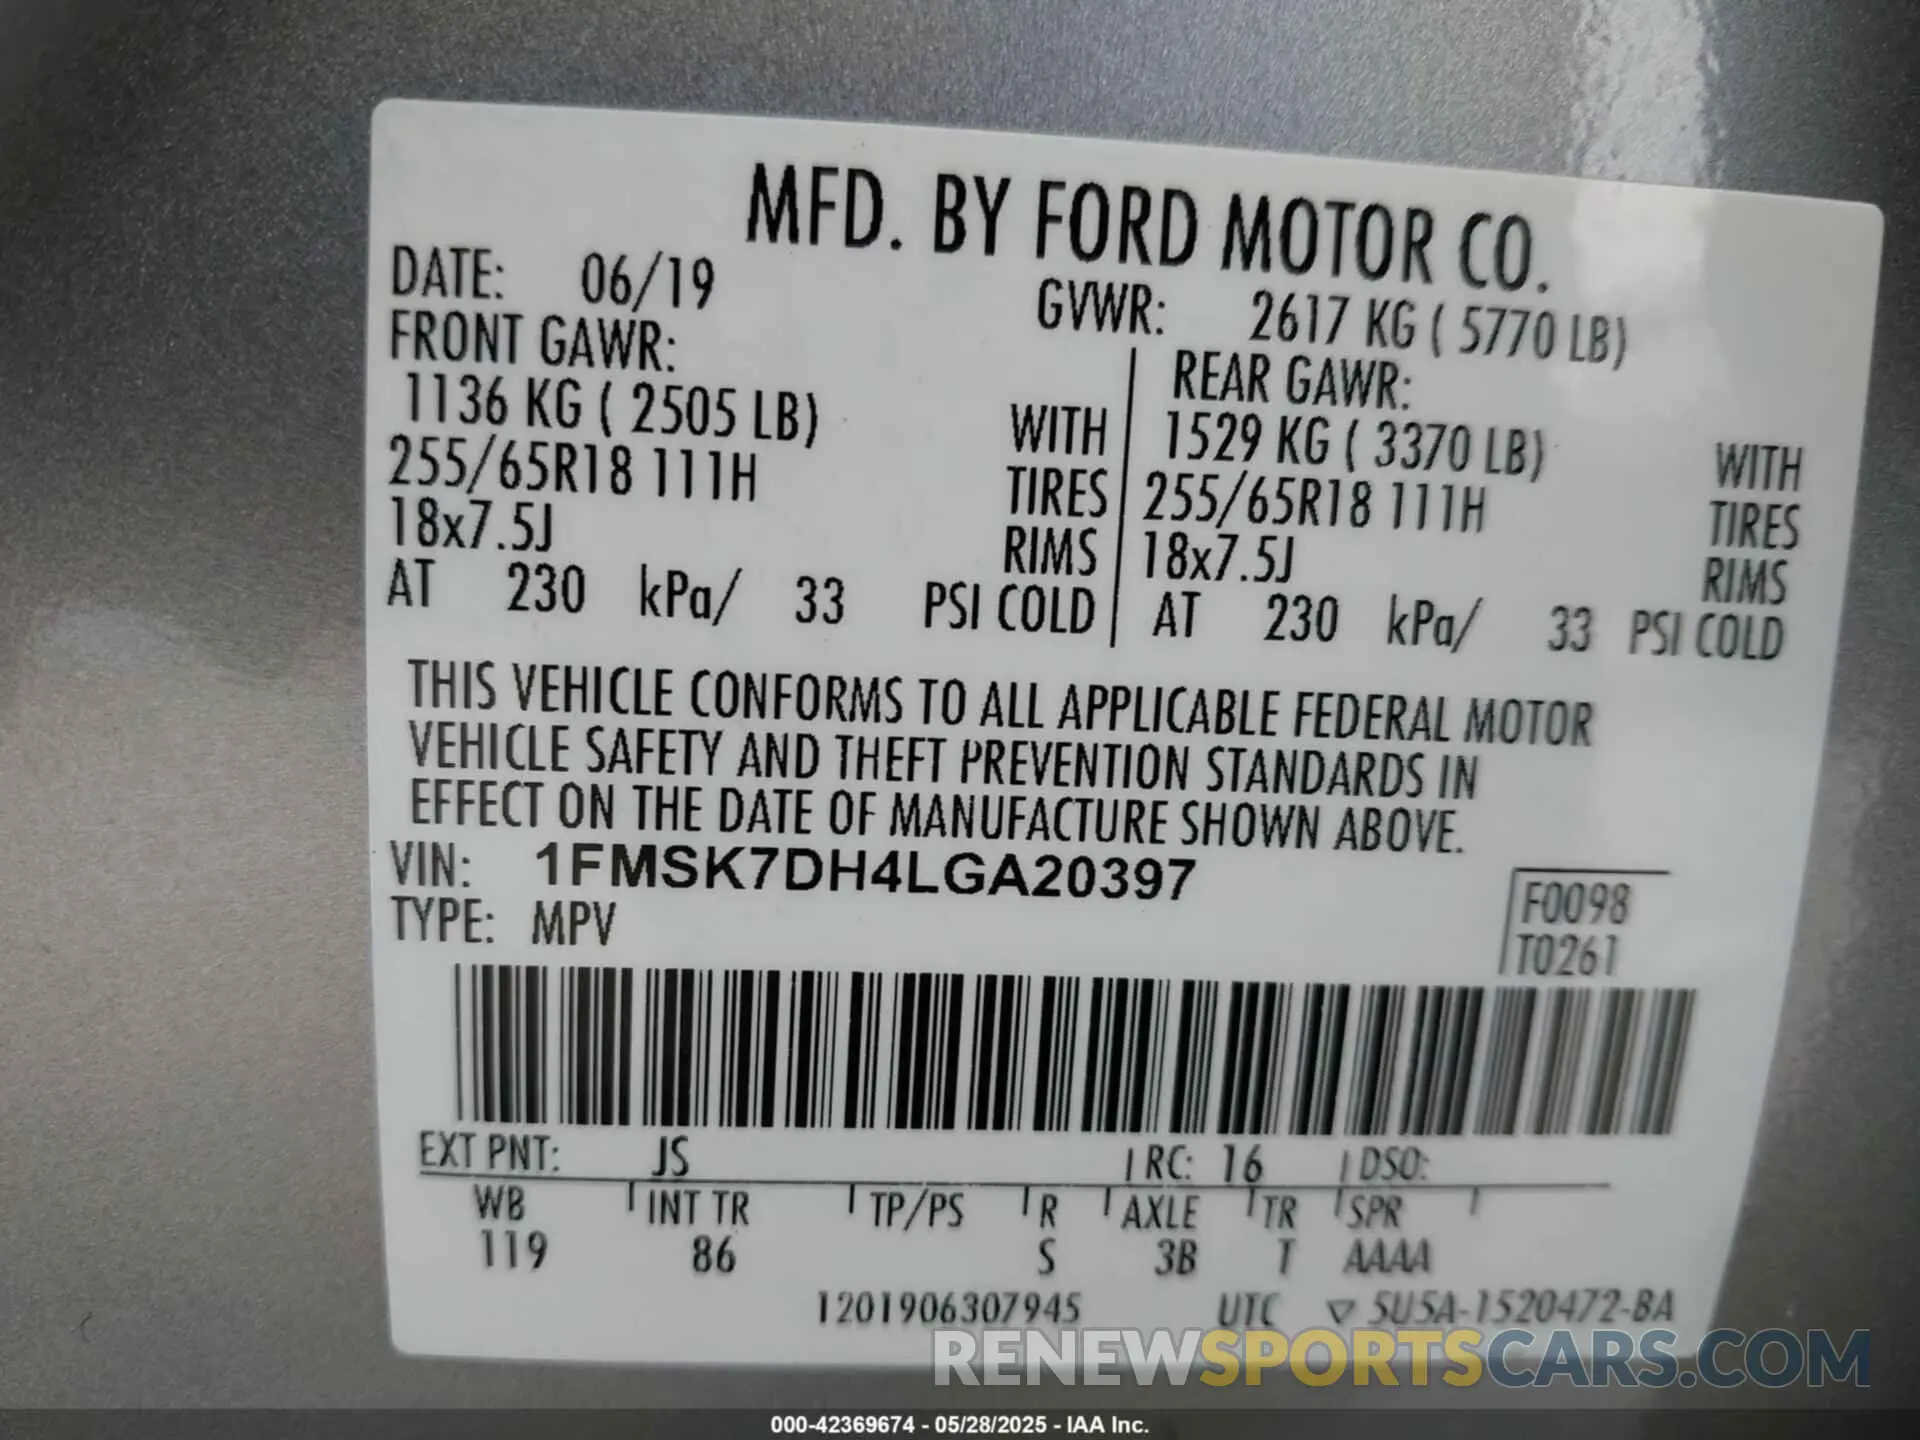 MFD. BY FORD MOTOR CO.
DATE: 06/19 GVWR: 2617 KG ( 5770 LB)
FRONT GAWR: REAR GAWR:
1136 KG ( 2505 LB) WITH 1529 KG ( 3370 LB) WITH
255/65R18 111H TIRES 255/65R18 111H TIRES
18x7.5J RIMS 18x7.5J RIMS
AT 230 kPa/ 33 PSI COLD AT 230 kPa/ 33 PSI COLD
THIS VEHICLE CONFORMS TO ALL APPLICABLE FEDERAL MOTOR
VEHICLE SAFETY AND THEFT PREVENTION STANDARDS IN
EFFECT ON THE DATE OF MANUFACTURE SHOWN ABOVE.
VIN: 1FMSK7DH4LGA20397
TYPE: MPV
F0098
T0261
EXT PNT: JS RC: 16 DSO:
WB INT TR TP/PS R AXLE TR SPR
119 86 S 3B T AAAA
1201906307945 UTC ▽ 5U5A-1520472-BA
RENEWSPORTSCARS.COM
000-42369674 - 05/28/2025 - IAA Inc.